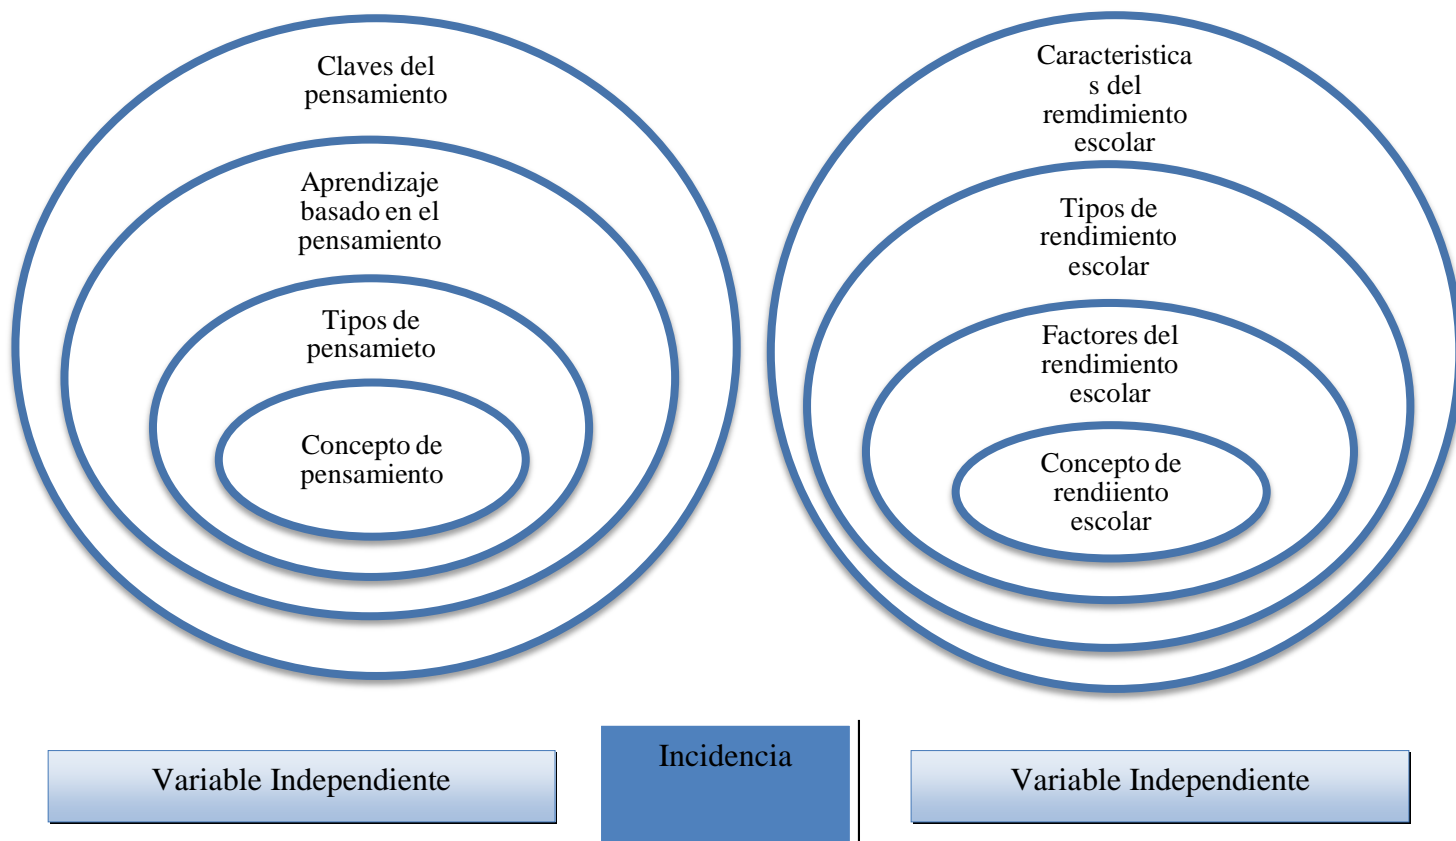 Claves del
pensamiento
Aprendizaje
basado en el
pensamiento
Tipos de
pensamieto
Concepto de
pensamiento
Caracteristica
s del
remdimiento
escolar
Tipos de
rendimiento
escolar
Factores del
rendimiento
escolar
Concepto de
rendiiento
escolar
Variable Independiente
Incidencia
Variable Independiente